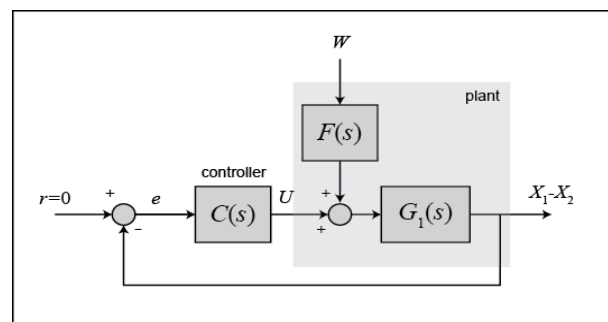 W
plant
F(s)
controller
r=0 + e C(s) U + + G₁(s) X₁-X₂
-